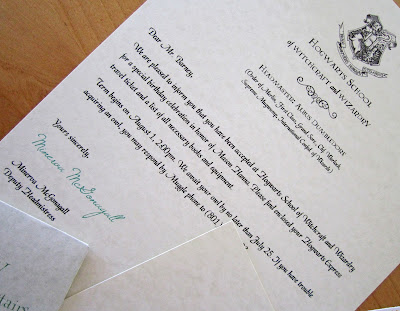 HOGWARTS SCHOOL
OF WITCHCRAFT AND WIZARDRY
HEADMASTER: ALBUS DUMBLEDORE
(Order of Merlin, First Class, Grand Sorc., Chf. Warlock,
Supreme Mugwump, International Confed. of Wizards)
Dear Mr. Barney,
We are pleased to inform you that you have been accepted at Hogwarts School of Witchcraft and Wizardry
for a special birthday celebration in honor of Mason Hanna. Please find enclosed your Hogwarts Express
travel ticket and a list of all necessary books and equipment.
Term begins on August 1, 2:00pm. We await your owl by no later than July 25. If you have trouble
acquiring an owl, you may respond by Muggle phone to (801)
Yours sincerely,
Minerva McGonagall
Minerva McGonagall
Deputy Headmistress